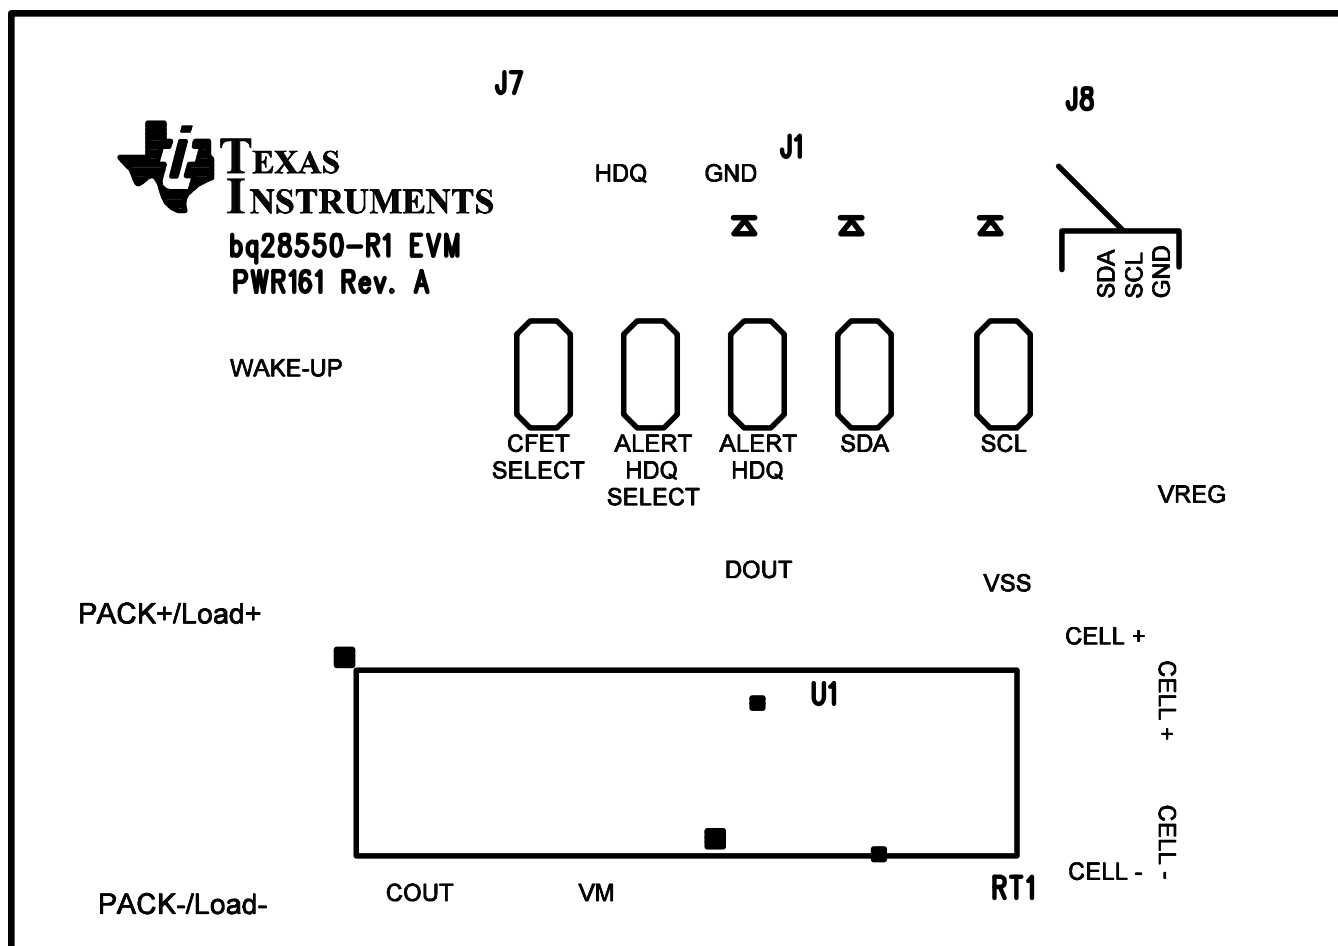 J7
J8
J1
TEXAS
INSTRUMENTS
HDQ
GND
bq28550-R1 EVM
PWR161 Rev. A
SDA
SCL
GND
WAKE-UP
CFET
SELECT
ALERT
HDQ
SELECT
ALERT
HDQ
SDA
SCL
VREG
DOUT
VSS
PACK+/Load+
CELL +
CELL +
U1
CELL -
CELL -
RT1
COUT
VM
PACK-/Load-